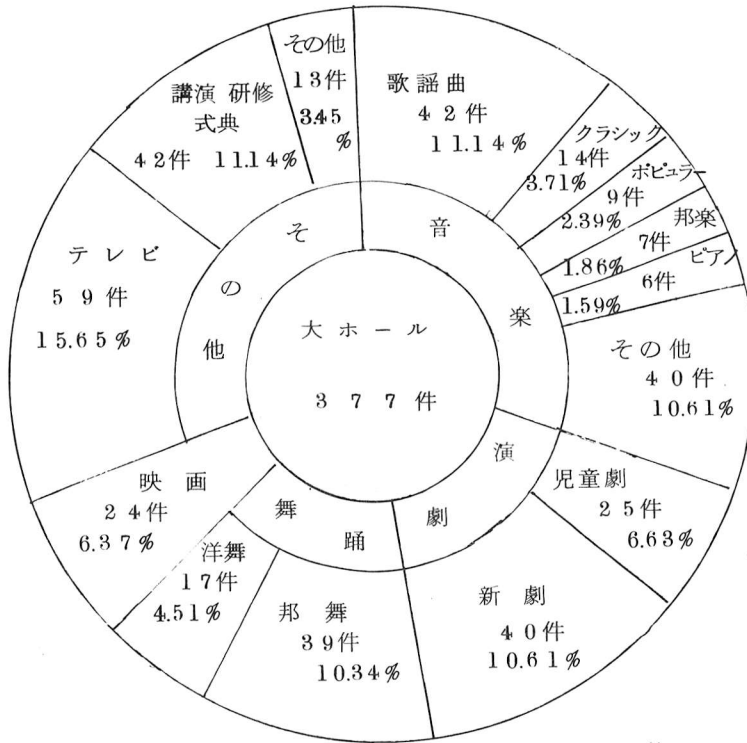 大ホール
377件
音楽
歌謡曲
42件
11.14%
クラシック
14件
3.71%
ポピュラー
9件
2.39%
邦楽
7件
1.86%
ピアノ
6件
1.59%
その他
40件
10.61%
演劇
児童劇
25件
6.63%
新劇
40件
10.61%
舞踊
邦舞
39件
10.34%
洋舞
17件
4.51%
映画
24件
6.37%
その他
テレビ
59件
15.65%
講演 研修
式典
42件 11.14%
その他
13件
3.45
%